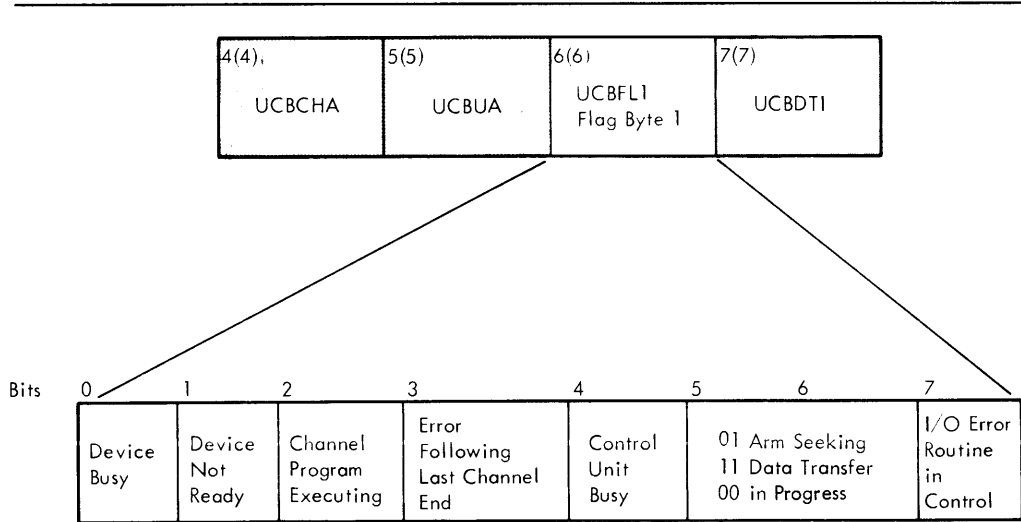 4(4)
UCBCHA
5(5)
UCBUA
6(6)
UCBFL1
Flag Byte 1
7(7)
UCBDTI
Bits 0 1 2 3 4 5 6 7
Device
Busy
Device
Not
Ready
Channel
Program
Executing
Error
Following
Last Channel
End
Control
Unit
Busy
01 Arm Seeking
11 Data Transfer
00 in Progress
I/O Error
Routine
in
Control